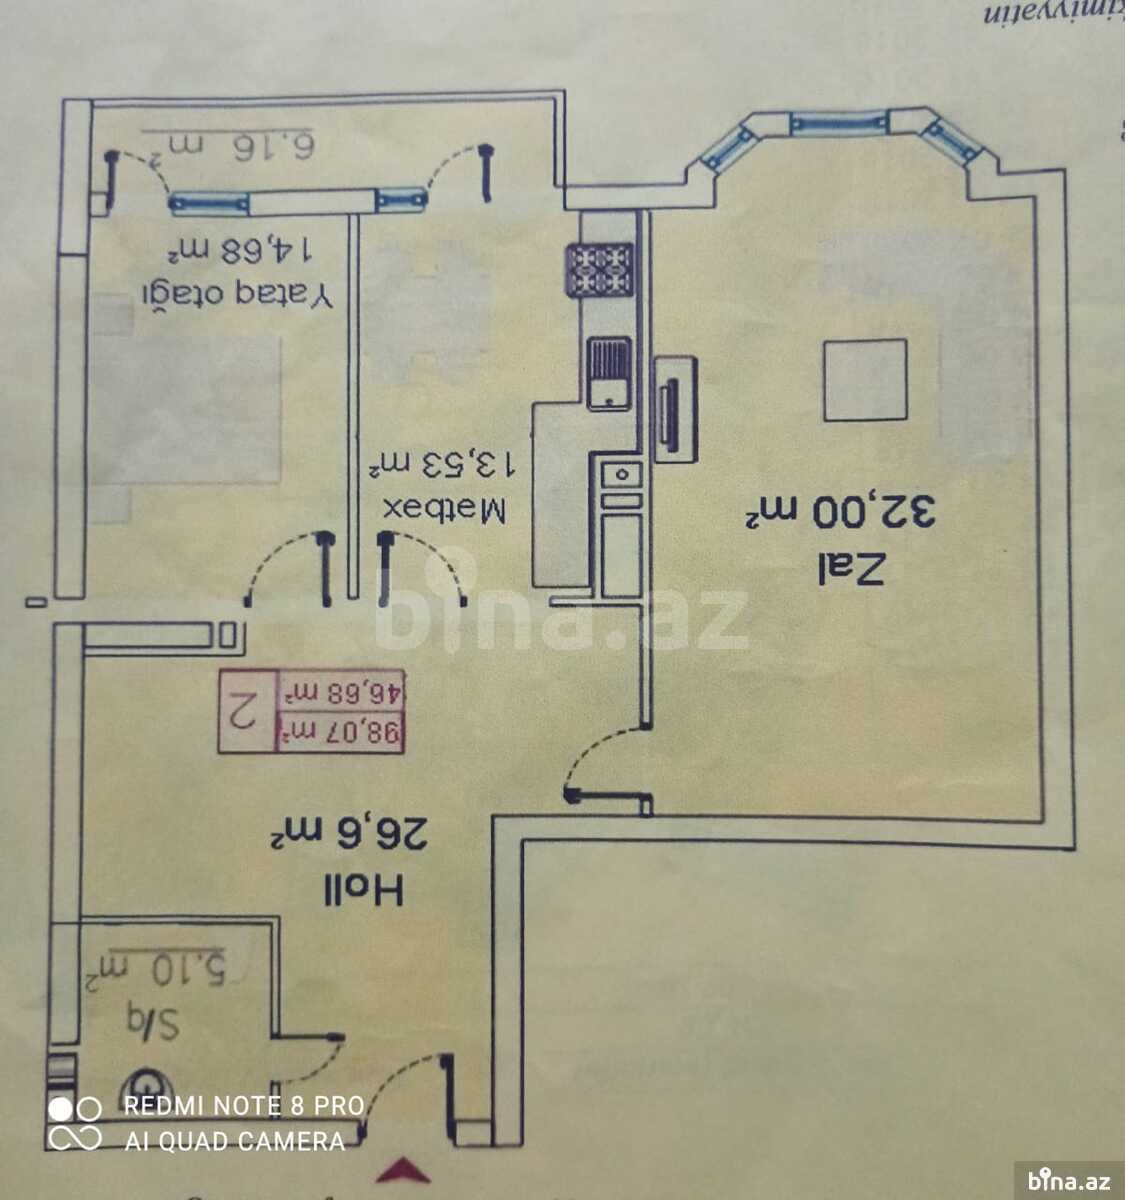 kimiyyətin
6.16 m²
Yataq otağı
14,68 m²
Mətbəx
13,53 m²
Zal
32,00 m²
bina.az
2
98,07 m²
46,68 m²
Holl
26,6 m²
S/q
5.10 m²
REDMI NOTE 8 PRO
AI QUAD CAMERA
bina.az